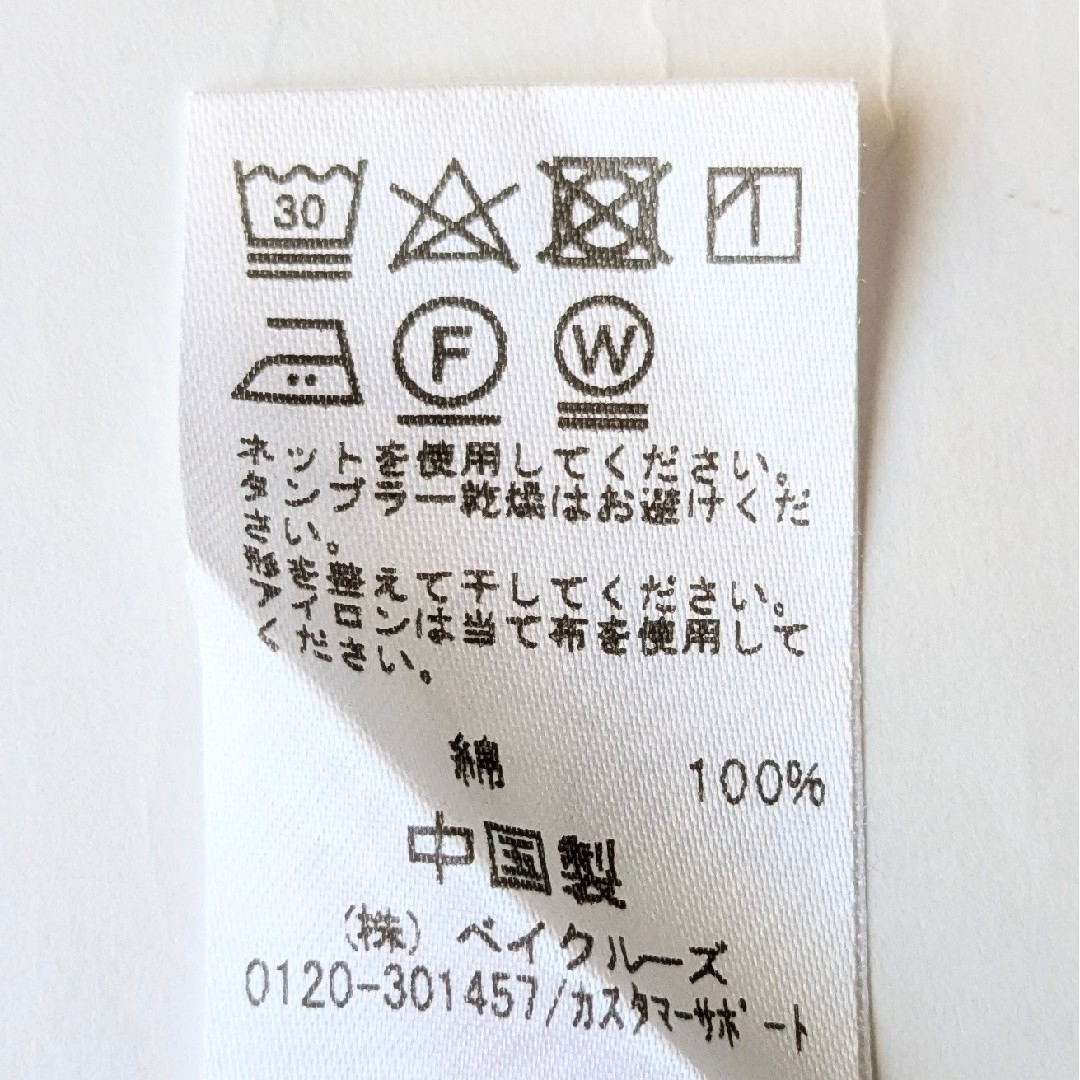 30
F W
ネットを使用してください。
タンブラー乾燥はお避けくだ
さい。
形を整えて干してください。
アイロンは当て布を使用して
ください。
綿 100%
中国製
(株) ベイクルーズ
0120-301457/カスタマーサポート